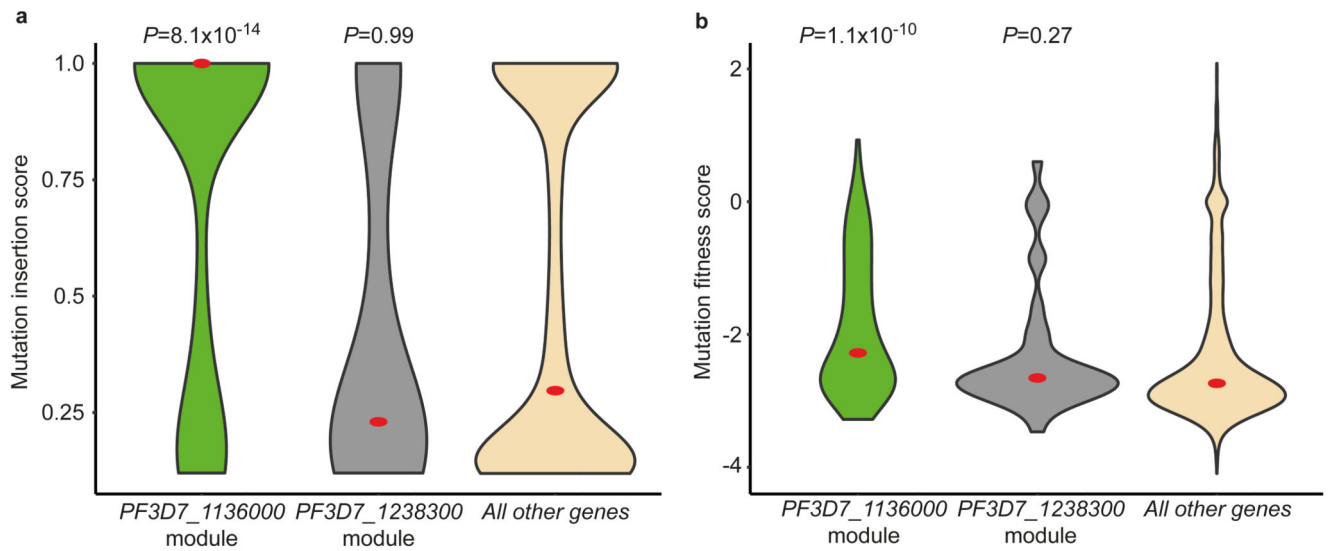 a
P=8.1x10⁻¹⁴ P=0.99
Mutation insertion score
1.0
0.75
0.5
0.25
PF3D7_1136000 PF3D7_1238300 All other genes
module module
b
P=1.1x10⁻¹⁰ P=0.27
Mutation fitness score
2
0
-2
-4
PF3D7_1136000 PF3D7_1238300 All other genes
module module